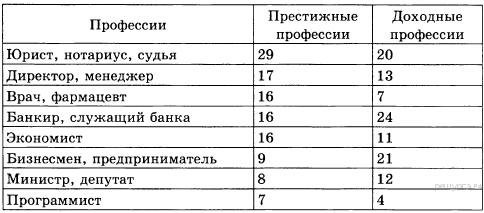 Профессии Престижные профессии Доходные профессии
Юрист, нотариус, судья 29 20
Директор, менеджер 17 13
Врач, фармацевт 16 7
Банкир, служащий банка 16 24
Экономист 16 11
Бизнесмен, предприниматель 9 21
Министр, депутат 8 12
Программист 7 4